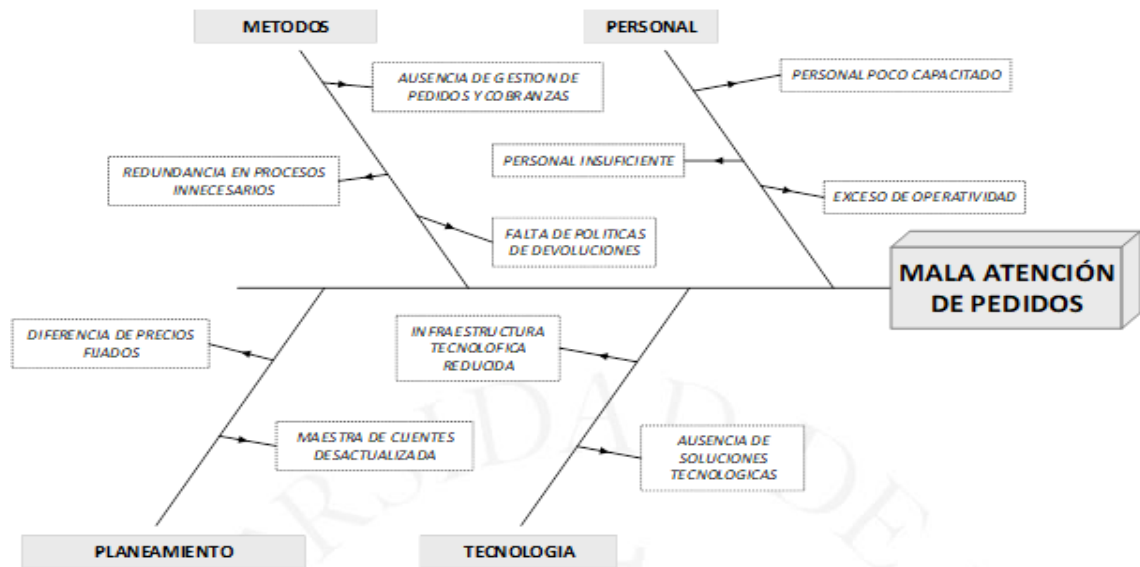 METODOS
PERSONAL
AUSENCIA DE GESTION DE
PEDIDOS Y COBRANZAS
PERSONAL POCO CAPACITADO
REDUNDANCIA EN PROCESOS
INNECESARIOS
PERSONAL INSUFICIENTE
EXCESO DE OPERATIVIDAD
FALTA DE POLITICAS
DE DEVOLUCIONES
MALA ATENCIÓN
DE PEDIDOS
DIFERENCIA DE PRECIOS
FIJADOS
INFRAESTRUCTURA
TECNOLOFICA
REDUCIDA
MAESTRA DE CLIENTES
DESACTUALIZADA
AUSENCIA DE
SOLUCIONES
TECNOLOGICAS
PLANEAMIENTO
TECNOLOGIA